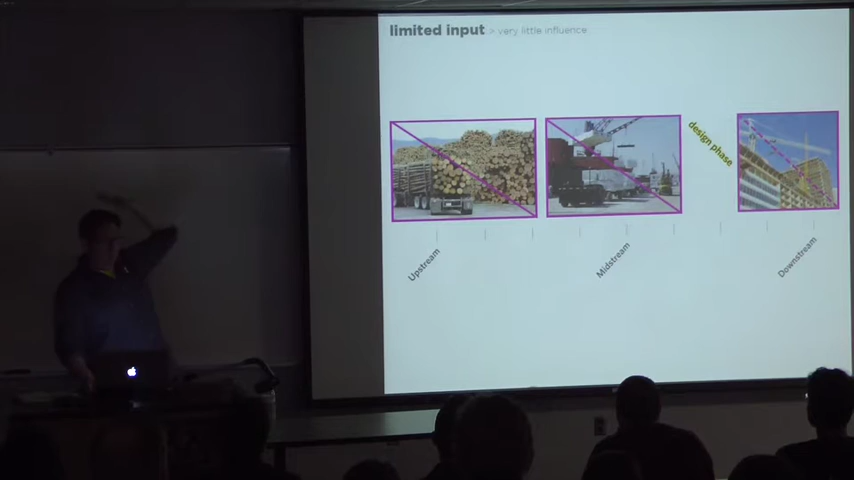 limited input > very little influence
design phase
Upstream
Midstream
Downstream